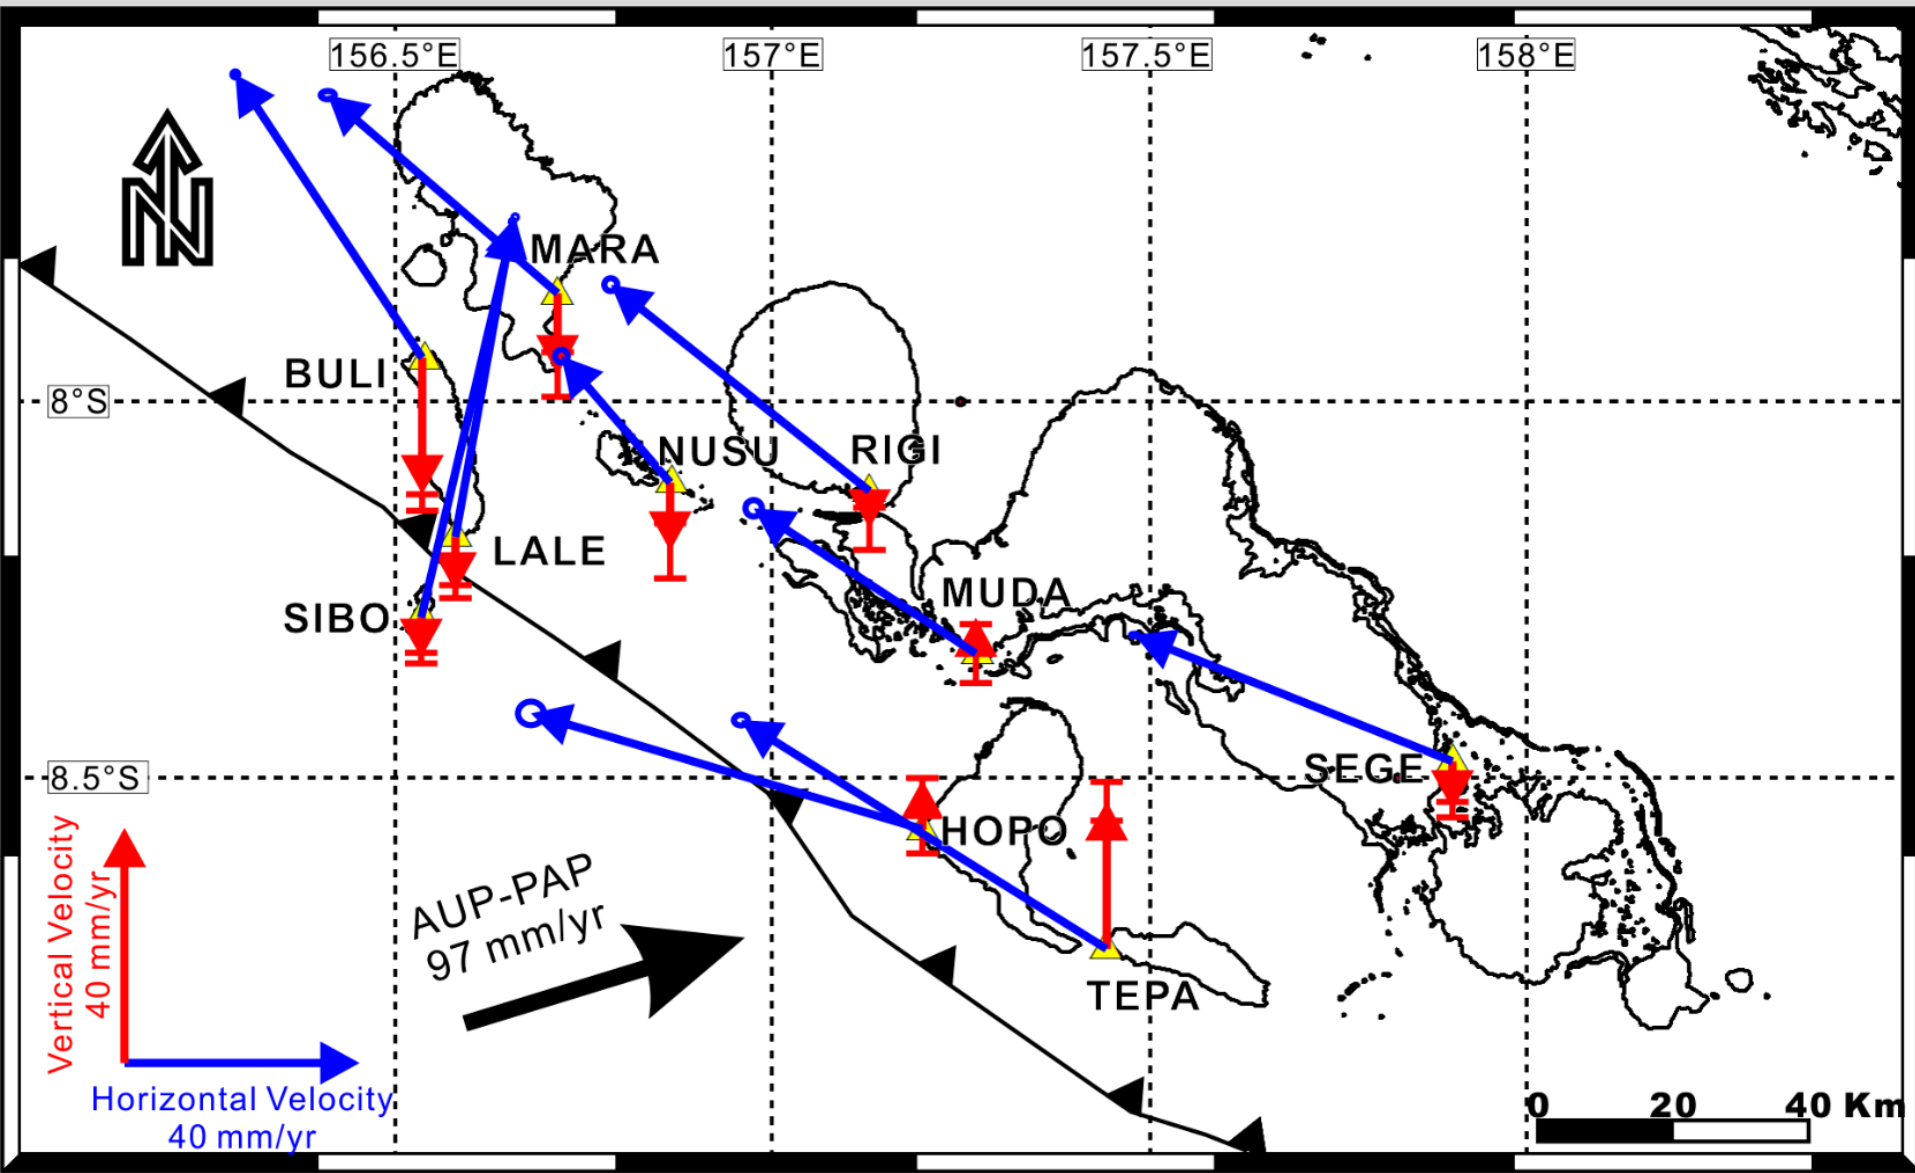 156.5°E
157°E
157.5°E
158°E
N
MARA
BULI
8°S
NUSU
RIGI
LALE
MUDA
SIBO
SEGE
8.5°S
HOPO
AUP-PAP
97 mm/yr
TEPA
Vertical Velocity
40 mm/yr
Horizontal Velocity
40 mm/yr
0 20 40 Km